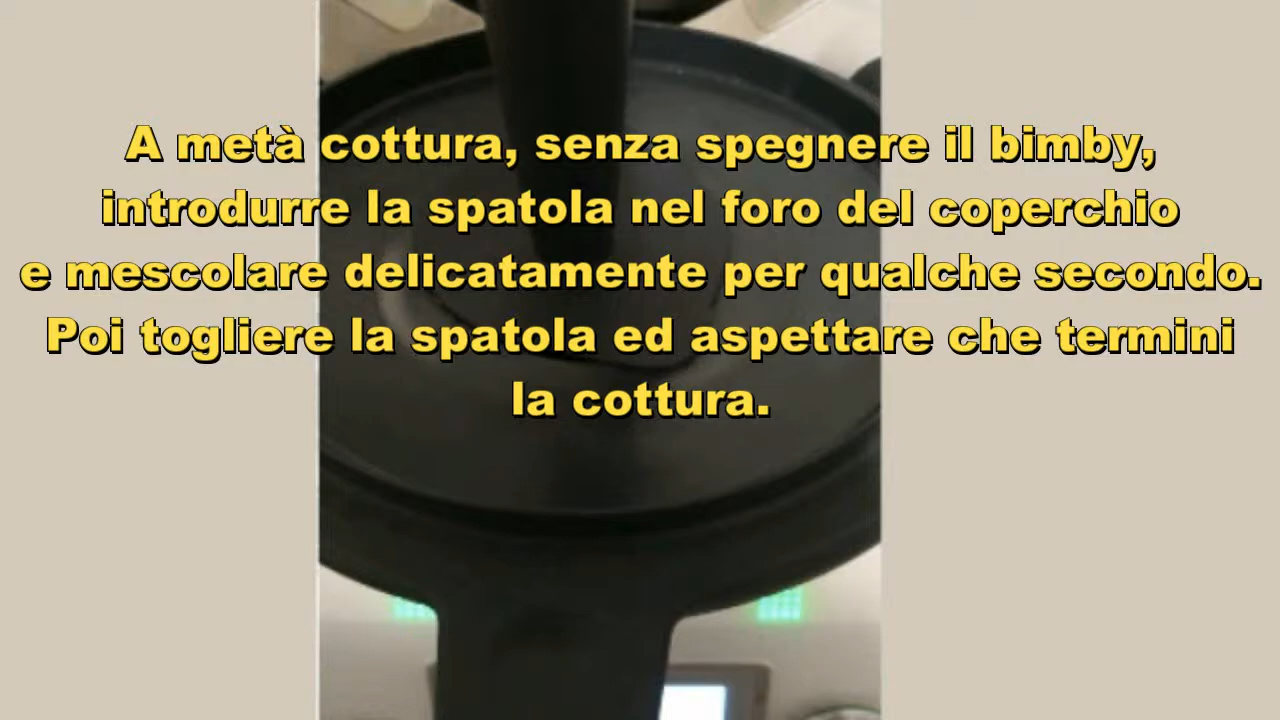 A metà cottura, senza spegnere il bimby,
introdurre la spatola nel foro del coperchio
e mescolare delicatamente per qualche secondo.
Poi togliere la spatola ed aspettare che termini
la cottura.